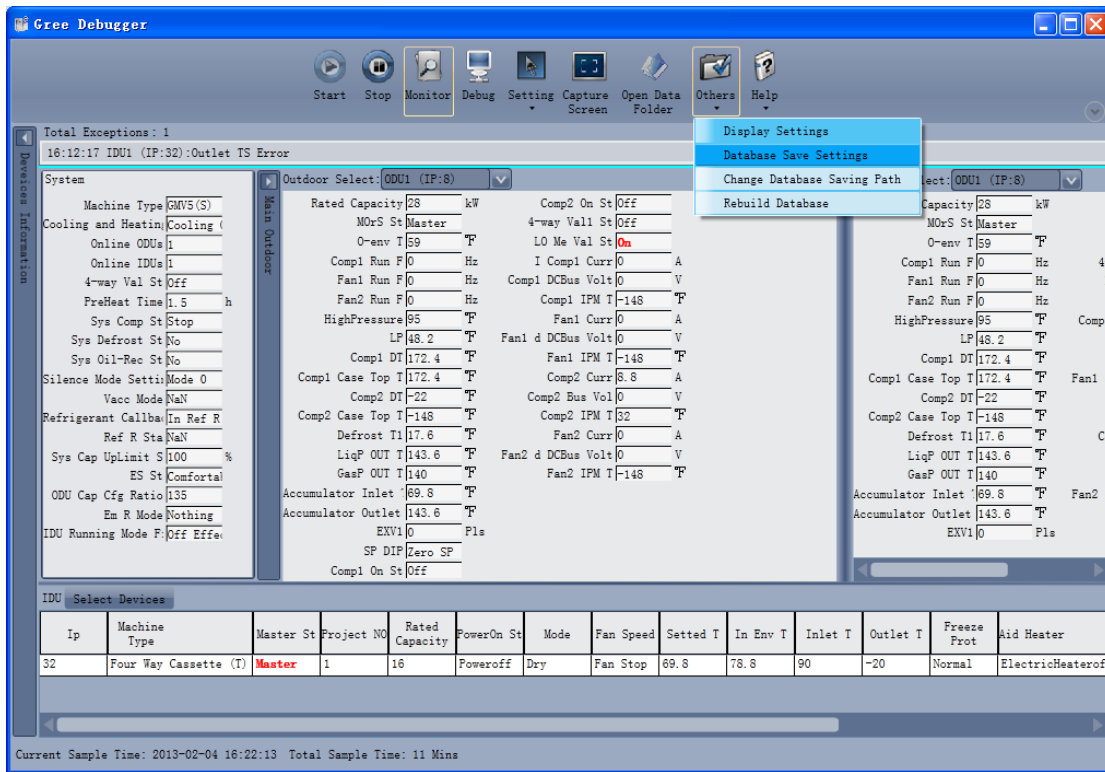 Gree Debugger
Start Stop Monitor Debug Setting Capture Screen Open Data Folder Others Help
Total Exceptions: 1
16:12:17 IDU1 (IP:32):Outlet TS Error
Display Settings
Database Save Settings
Change Database Saving Path
Rebuild Database
Deveices Information
System
Machine Type GMV5(S)
Cooling and Heatin Cooling (
Online ODUs 1
Online IDUs 1
4-way Val St Off
PreHeat Time 1.5 h
Sys Comp St Stop
Sys Defrost St No
Sys Oil-Rec St No
Silence Mode Setti Mode 0
Vacc Mode NaN
Refrigerant Callba In Ref R
Ref R Sta NaN
Sys Cap UpLimit S 100 %
ES St Comforta
ODU Cap Cfg Ratio 135
Em R Mode Nothing
IDU Running Mode F: Off Effe
Main Outdoor
Outdoor Select: ODU1 (IP:8)
Rated Capacity 28 kW Comp2 On St Off
MOrS St Master 4-way Val1 St Off
O-env T 59 ℉ LO Me Val St On
Comp1 Run F 0 Hz I Comp1 Curr 0 A
Fan1 Run F 0 Hz Comp1 DCBus Volt 0 V
Fan2 Run F 0 Hz Comp1 IPM T -148 ℉
HighPressure 95 ℉ Fan1 Curr 0 A
LP 48.2 ℉ Fan1 d DCBus Volt 0 V
Comp1 DT 172.4 ℉ Fan1 IPM T -148 ℉
Comp1 Case Top T 172.4 ℉ Comp2 Curr 8.8 A
Comp2 DT -22 ℉ Comp2 Bus Vol 0 V
Comp2 Case Top T -148 ℉ Comp2 IPM T 32 ℉
Defrost T1 17.6 ℉ Fan2 Curr 0 A
LiqP OUT T 143.6 ℉ Fan2 d DCBus Volt 0 V
GasP OUT T 140 ℉ Fan2 IPM T -148 ℉
Accumulator Inlet 69.8 ℉
Accumulator Outlet 143.6 ℉
EXV1 0 Pls
SP DIP Zero SP
Comp1 On St Off
lect: ODU1 (IP:8)
Capacity 28 kW
MOrS St Master
O-env T 59 ℉
Comp1 Run F 0 Hz 4
Fan1 Run F 0 Hz
Fan2 Run F 0 Hz
HighPressure 95 ℉ Comp
LP 48.2 ℉
Comp1 DT 172.4 ℉
Comp1 Case Top T 172.4 ℉ Fan1
Comp2 DT -22 ℉
Comp2 Case Top T -148 ℉
Defrost T1 17.6 ℉ C
LiqP OUT T 143.6 ℉
GasP OUT T 140 ℉
Accumulator Inlet 69.8 ℉ Fan2
Accumulator Outlet 143.6 ℉
EXV1 0 Pls
IDU Select Devices
Ip Machine Type Master St Project NO Rated Capacity PowerOn St Mode Fan Speed Setted T In Env T Inlet T Outlet T Freeze Prot Aid Heater
32 Four Way Cassette (T) Master 1 16 Poweroff Dry Fan Stop 69.8 78.8 90 -20 Normal ElectricHeaterof
Current Sample Time: 2013-02-04 16:22:13 Total Sample Time: 11 Mins